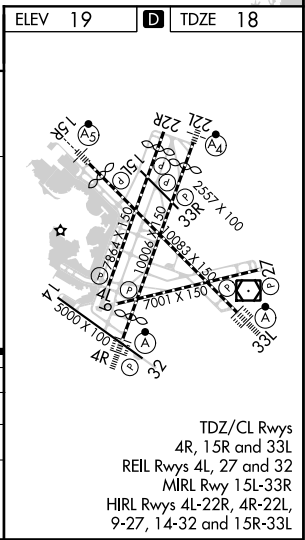 ELEV 19 D TDZE 18
15R
A5
22R
22L
A4
15L
P
P
P
P
33R
2557 X 100
7864 X 150
10006 X 150
10083 X 150
P
4L
9
P
7001 X 150
27
P
P
A
33L
14
5000 X 100
4R
P
A
32
TDZ/CL Rwys
4R, 15R and 33L
REIL Rwys 4L, 27 and 32
MIRL Rwy 15L-33R
HIRL Rwys 4L-22R, 4R-22L,
9-27, 14-32 and 15R-33L